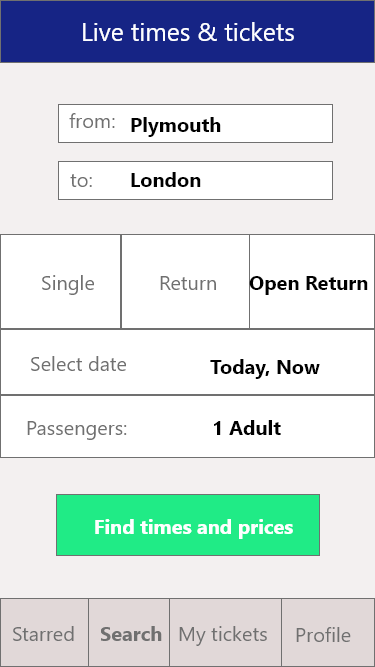 Live times & tickets
from: Plymouth
to: London
Single Return Open Return
Select date Today, Now
Passengers: 1 Adult
Find times and prices
Starred Search My tickets Profile